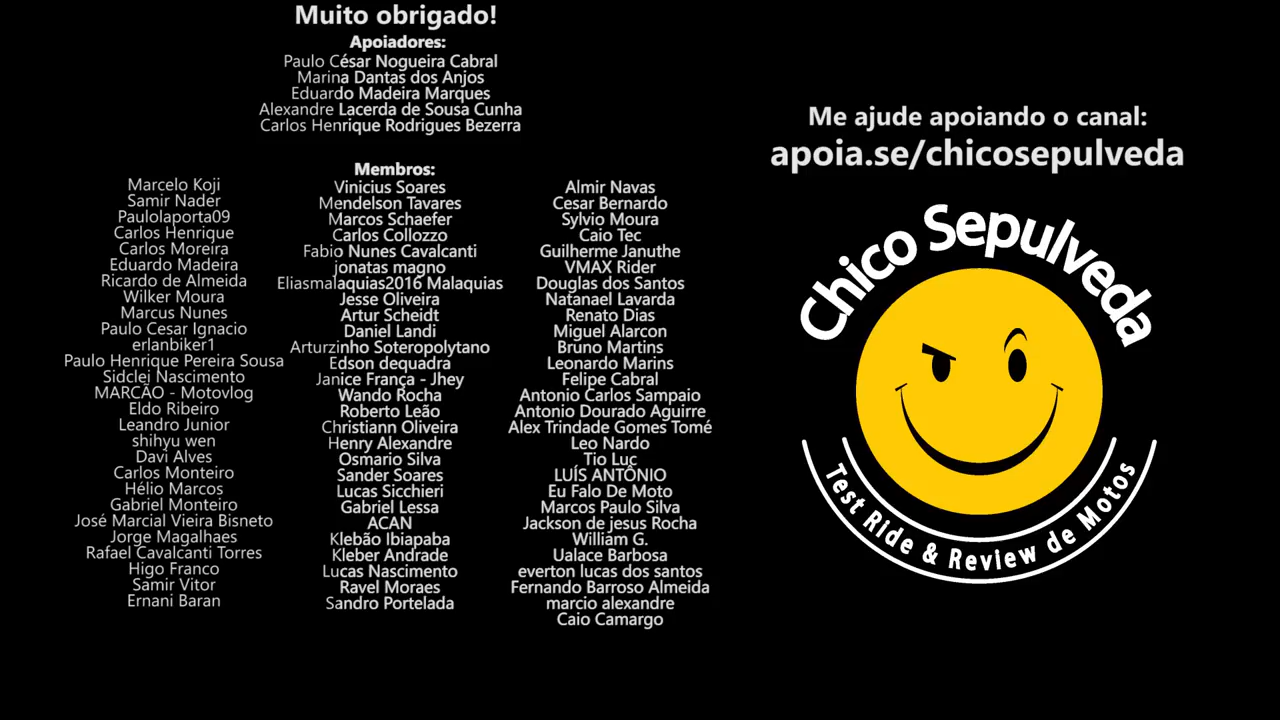 Muito obrigado!
Apoiadores:
Paulo César Nogueira Cabral
Marina Dantas dos Anjos
Eduardo Madeira Marques
Alexandre Lacerda de Sousa Cunha
Carlos Henrique Rodrigues Bezerra
Membros:
Marcelo Koji
Samir Nader
Paulolaporta09
Carlos Henrique
Carlos Moreira
Eduardo Madeira
Ricardo de Almeida
Wilker Moura
Marcus Nunes
Paulo Cesar Ignacio
erlanbiker1
Paulo Henrique Pereira Sousa
Sidclei Nascimento
MARCÃO - Motovlog
Eldo Ribeiro
Leandro Junior
shihyu wen
Davi Alves
Carlos Monteiro
Hélio Marcos
Gabriel Monteiro
José Marcial Vieira Bisneto
Jorge Magalhaes
Rafael Cavalcanti Torres
Higo Franco
Samir Vitor
Ernani Baran
Vinicius Soares
Mendelson Tavares
Marcos Schaefer
Carlos Collozzo
Fabio Nunes Cavalcanti
jonatas magno
Eliasmalaquias2016 Malaquias
Jesse Oliveira
Artur Scheidt
Daniel Landi
Arturzinho Soteropolytano
Edson dequadra
Janice França - Jhey
Wando Rocha
Roberto Leão
Christiann Oliveira
Henry Alexandre
Osmario Silva
Sander Soares
Lucas Sicchieri
Gabriel Lessa
ACAN
Klebão Ibiapaba
Kleber Andrade
Lucas Nascimento
Ravel Moraes
Sandro Portelada
Almir Navas
Cesar Bernardo
Sylvio Moura
Caio Tec
Guilherme Januthe
VMAX Rider
Douglas dos Santos
Natanael Lavarda
Renato Dias
Miguel Alarcon
Bruno Martins
Leonardo Marins
Felipe Cabral
Antonio Carlos Sampaio
Antonio Dourado Aguirre
Alex Trindade Gomes Tomé
Leo Nardo
Tio Luc
LUÍS ANTÔNIO
Eu Falo De Moto
Marcos Paulo Silva
Jackson de jesus Rocha
William G.
Ualace Barbosa
everton lucas dos santos
Fernando Barroso Almeida
marcio alexandre
Caio Camargo
Me ajude apoiando o canal:
apoia.se/chicosepulveda
Chico Sepulveda
Test Ride & Review de Motos